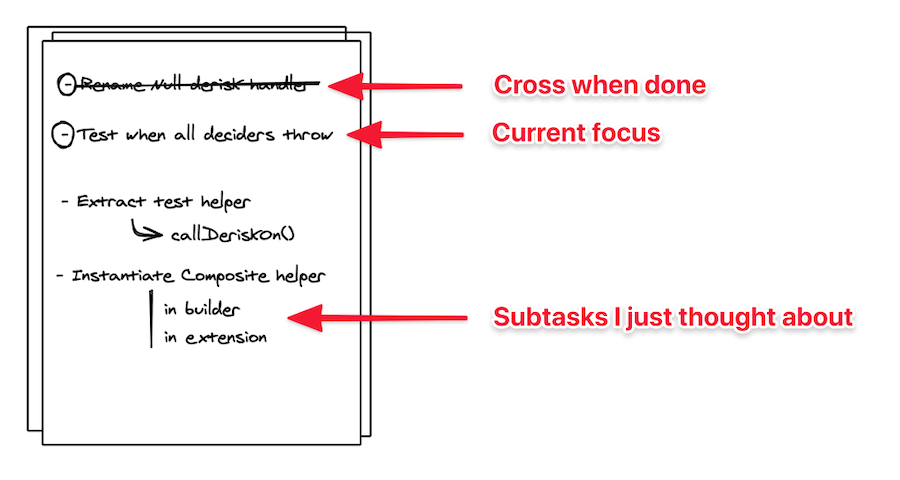 - Rename Null derisk handler
Cross when done
- Test when all deciders throw
Current focus
- Extract test helper
callDeriskOn()
- Instantiate Composite helper
in builder
in extension
Subtasks I just thought about